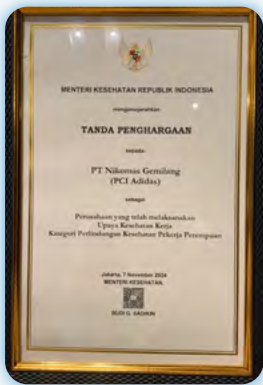 MENTERI KESEHATAN REPUBLIK INDONESIA
menganugerahkan
TANDA PENGHARGAAN
kepada
PT Nikomas Gemilang
(PCI Adidas)
sebagai
Perusahaan yang telah melaksanakan
Upaya Kesehatan Kerja
Kategori Perlindungan Kesehatan Pekerja Perempuan
Jakarta, 7 November 2024
MENTERI KESEHATAN,
BUDI G. SADIKIN